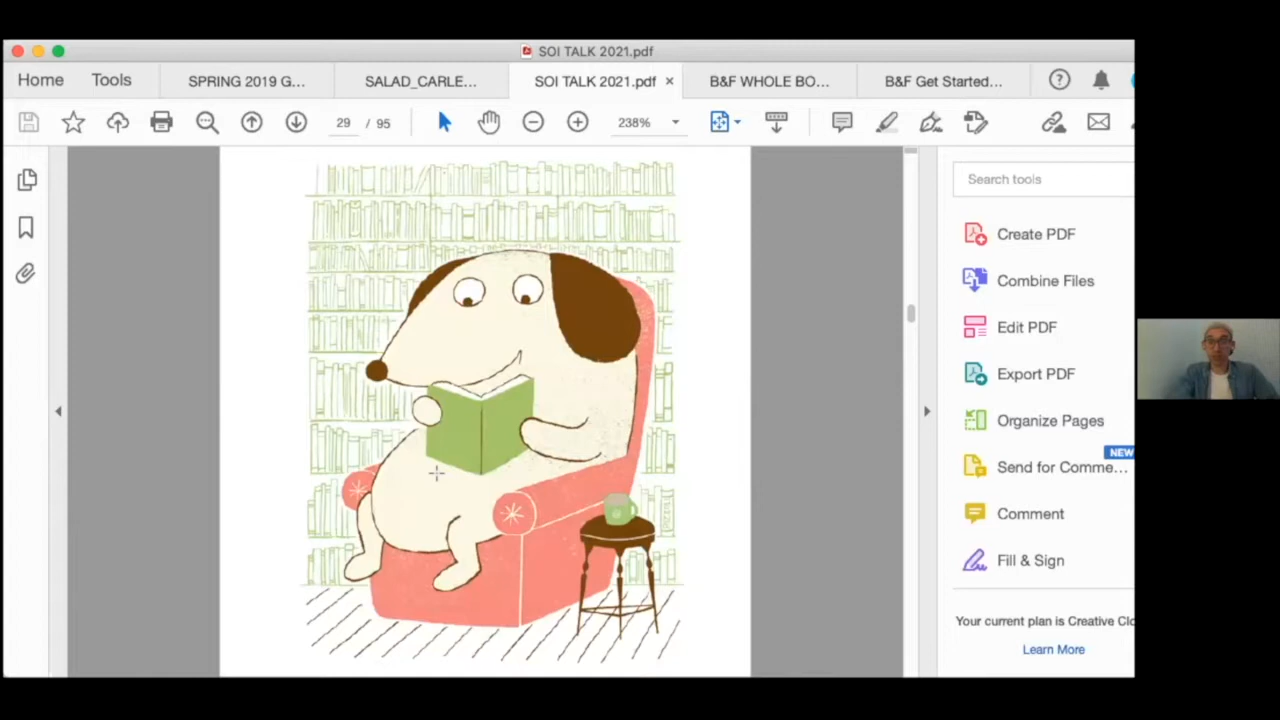 SOI TALK 2021.pdf
Home
Tools
SPRING 2019 G...
SALAD_CARLE...
SOI TALK 2021.pdf ×
B&F WHOLE BO...
B&F Get Started...
29 / 95
238%
Search tools
Create PDF
Combine Files
Edit PDF
Export PDF
Organize Pages
NEW
Send for Comme...
Comment
Fill & Sign
Your current plan is Creative Clo
Learn More